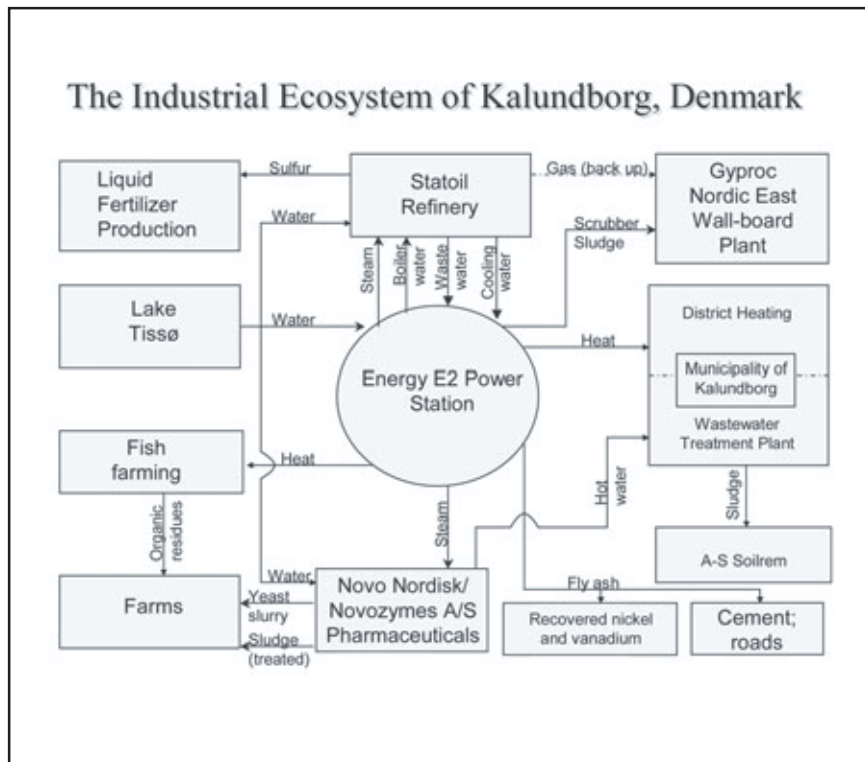 The Industrial Ecosystem of Kalundborg, Denmark
Liquid
Fertilizer
Production
Sulfur
Statoil
Refinery
Gas (back up)
Gyproc
Nordic East
Wall-board
Plant
Water
Scrubber
Sludge
Steam
Boiler
water
Waste
water
Cooling
water
Lake
Tissø
Water
District Heating
Heat
Municipality of
Kalundborg
Energy E2 Power
Station
Wastewater
Treatment Plant
Fish
farming
Heat
Hot
water
Sludge
Organic
residues
Steam
A-S Soilrem
Farms
Water
Yeast
slurry
Sludge
(treated)
Novo Nordisk/
Novozymes A/S
Pharmaceuticals
Fly ash
Recovered nickel
and vanadium
Cement;
roads